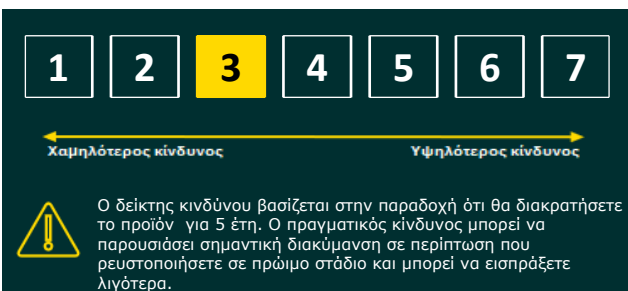 1 2 3 4 5 6 7
Χαμηλότερος κίνδυνος Υψηλότερος κίνδυνος
Ο δείκτης κινδύνου βασίζεται στην παραδοχή ότι θα διακρατήσετε
το προϊόν για 5 έτη. Ο πραγματικός κίνδυνος μπορεί να
παρουσιάσει σημαντική διακύμανση σε περίπτωση που
ρευστοποιήσετε σε πρώιμο στάδιο και μπορεί να εισπράξετε
λιγότερα.